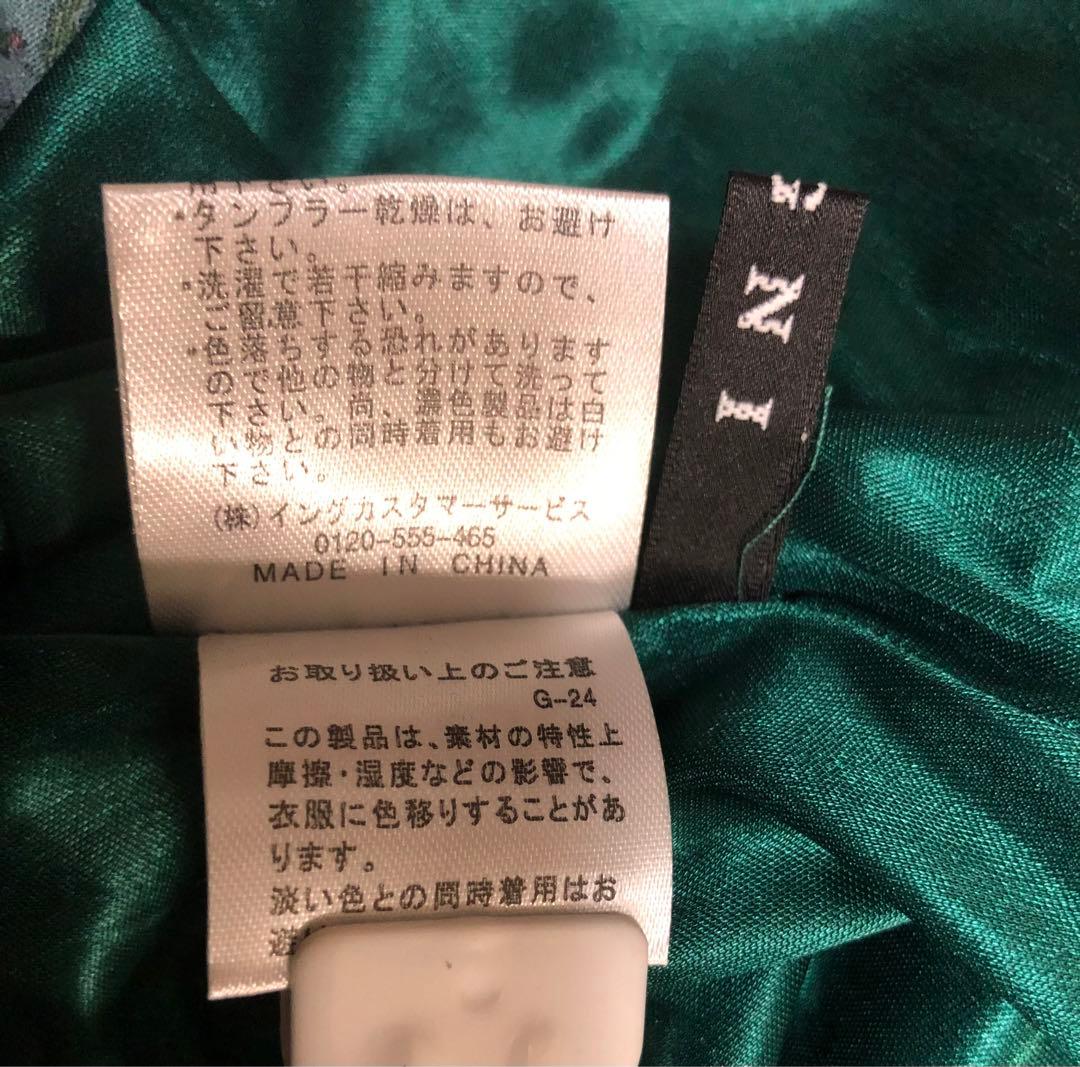 ・タンブラー乾燥は、お避け
下さい。
・洗濯で若干縮みますので、
ご留意下さい。
・色落ちする恐れがあります
ので他の物と分けて洗って
下さい。尚、濃色製品は白
い物との同時着用もお避け
下さい。
(株)イングカスタマーサービス
0120-555-465
MADE IN CHINA
N I
お取り扱い上のご注意
G-24
この製品は、素材の特性上
摩擦・湿度などの影響で、
衣服に色移りすることがあ
ります。
淡い色との同時着用はお